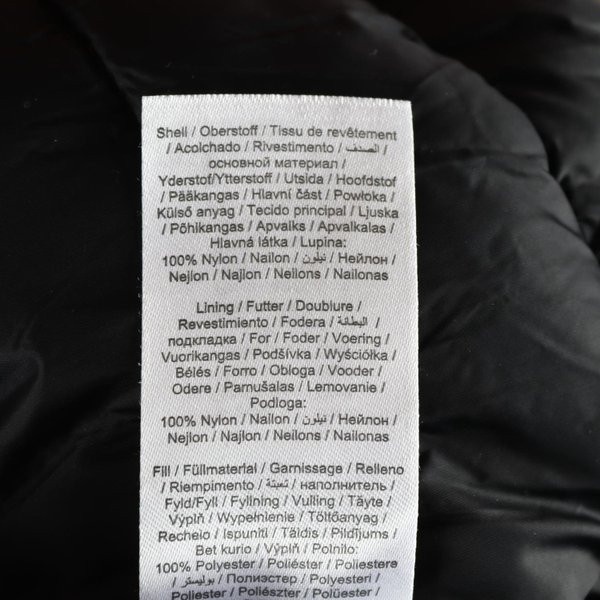 Shell / Oberstoff / Tissu de revêtement
/ Acolchado / Rivestimento / الصدف /
основной материал /
Yderstof/Ytterstoff / Utsida / Hoofdstof
/ Pääkangas / Hlavní část / Powłoka /
Külső anyag / Tecido principal / Ljuska
/ Põhikangas / Apvaiks / Apvalkalas /
Hlavná látka / Lupina:
100% Nylon / Nailon / نيلون / Нейлон /
Nejlon / Najlon / Neilons / Nailonas
Lining / Futter / Doublure /
Revestimiento / Fodera / البطانة /
подкладка / For / Foder / Voering /
Vuorikangas / Podšívka / Wyściółka /
Bélés / Forro / Obloga / Vooder /
Odere / Pamušalas / Lemovanie /
Podloga:
100% Nylon / Nailon / نيلون / Нейлон /
Nejlon / Najlon / Neilons / Nailonas
Fill / Füllmaterial / Garnissage / Relleno
/ Riempimento / تعبئة / наполнитель /
Fyld/Fyll / Fyllning / Vulling / Täyte /
Výplň / Wypełnienie / Töltőanyag /
Recheio / Ispuniti / Täidis / Pildījums /
Bet kurio / Výplň / Polnilo:
100% Polyester / Poliéster / Poliestere
/ بوليستر / Полиэстер / Polyesteri /
Poliester / Poliészter / Poliester /